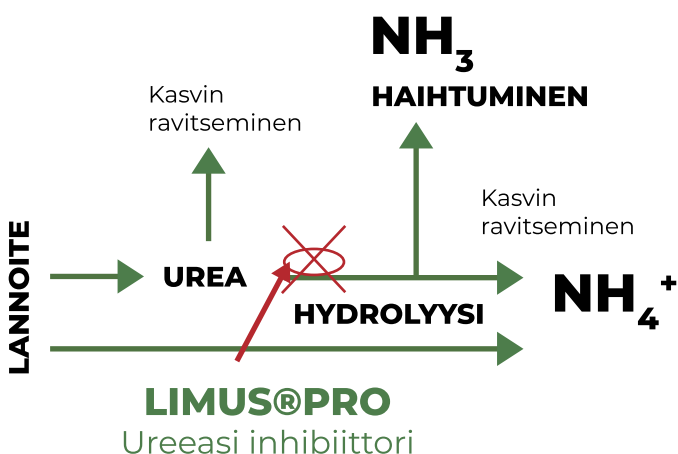 NH₃
HAIHTUMINEN
Kasvin
ravitseminen
Kasvin
ravitseminen
LANNOITE
UREA
NH₄⁺
HYDROLYYSI
LIMUS®PRO
Ureeasi inhibiittori